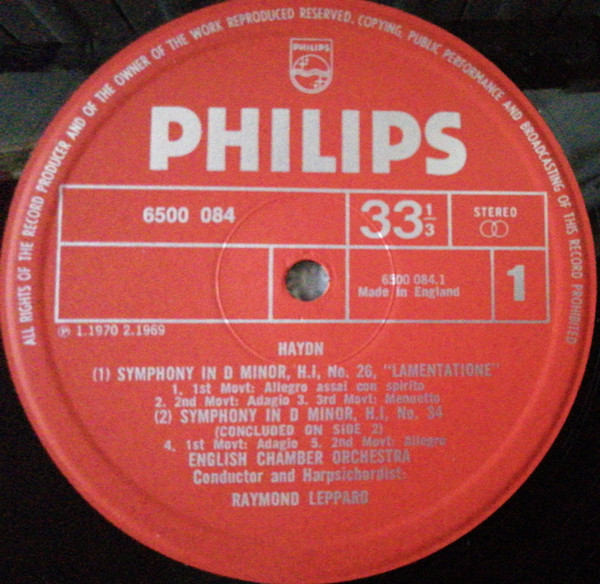 ALL RIGHTS OF THE RECORD PRODUCER AND OF THE OWNER OF THE WORK REPRODUCED RESERVED. COPYING, PUBLIC PERFORMANCE AND BROADCASTING OF THIS RECORD PROHIBITED
PHILIPS
PHILIPS
6500 084
33 1/3
STEREO
6500 084.1
Made in England
1
℗ 1.1970 2.1969
HAYDN
(1) SYMPHONY IN D MINOR, H.I, No. 26, "LAMENTATIONE"
1. 1st Movt: Allegro assai con spirito
2. 2nd Movt: Adagio 3. 3rd Movt: Menuetto
(2) SYMPHONY IN D MINOR, H.I, No. 34
(CONCLUDED ON SIDE 2)
4. 1st Movt: Adagio 5. 2nd Movt: Allegro
ENGLISH CHAMBER ORCHESTRA
Conductor and Harpsichordist:
RAYMOND LEPPARD